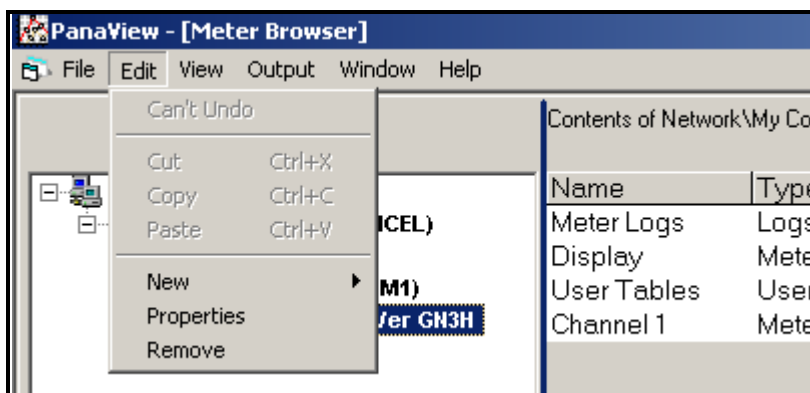 PanaView - [Meter Browser]
File Edit View Output Window Help
Can't Undo
Cut Ctrl+X
Copy Ctrl+C
Paste Ctrl+V
New
Properties
Remove
ICEL)
M1)
Ver GN3H
Contents of Network\My Co
Name Type
Meter Logs Logs
Display Mete
User Tables User
Channel 1 Mete